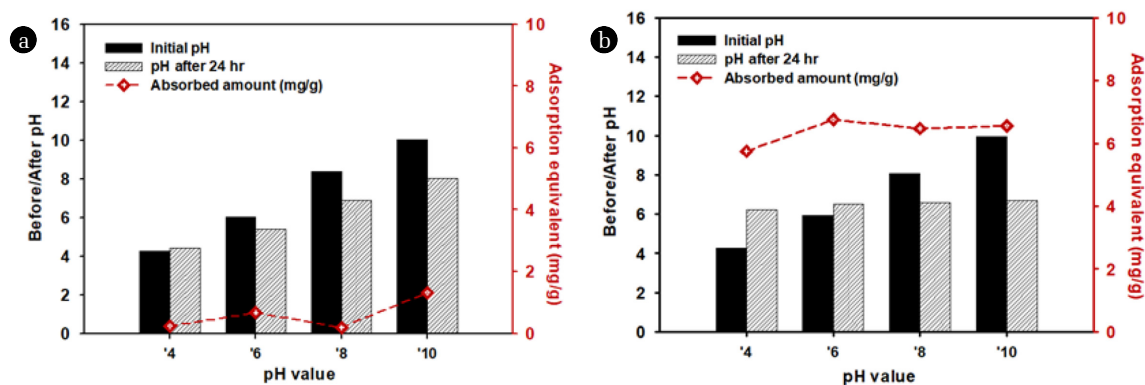 a
Initial pH
pH after 24 hr
Absorbed amount (mg/g)
Before/After pH
16
14
12
10
8
6
4
2
0
Adsorption equivalent (mg/g)
10
8
6
4
2
0
'4 '6 '8 '10
pH value
b
Initial pH
pH after 24 hr
Absorbed amount (mg/g)
Before/After pH
16
14
12
10
8
6
4
2
0
Adsorption equivalent (mg/g)
10
8
6
4
2
0
'4 '6 '8 '10
pH value